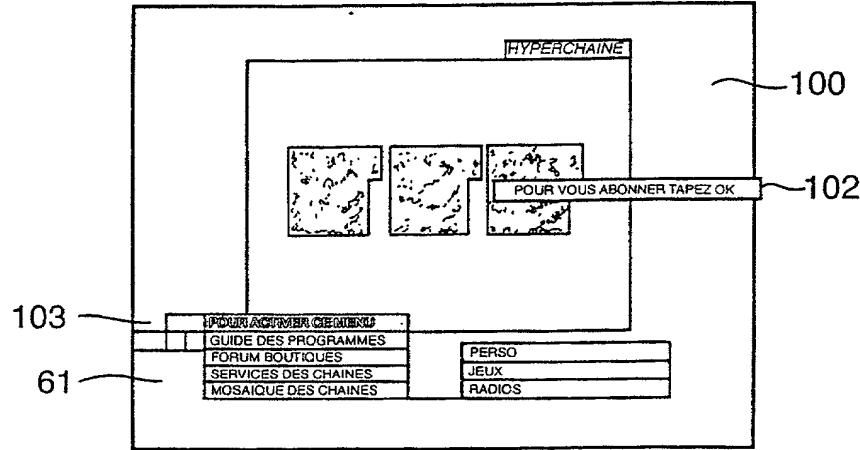 HYPERCHAINE
100
POUR VOUS ABONNER TAPEZ OK
102
103
POUR ACTIVER CE MENU
GUIDE DES PROGRAMMES
FORUM BOUTIQUES
SERVICES DES CHAINES
MOSAIQUE DES CHAINES
PERSO
JEUX
RADIOS
61